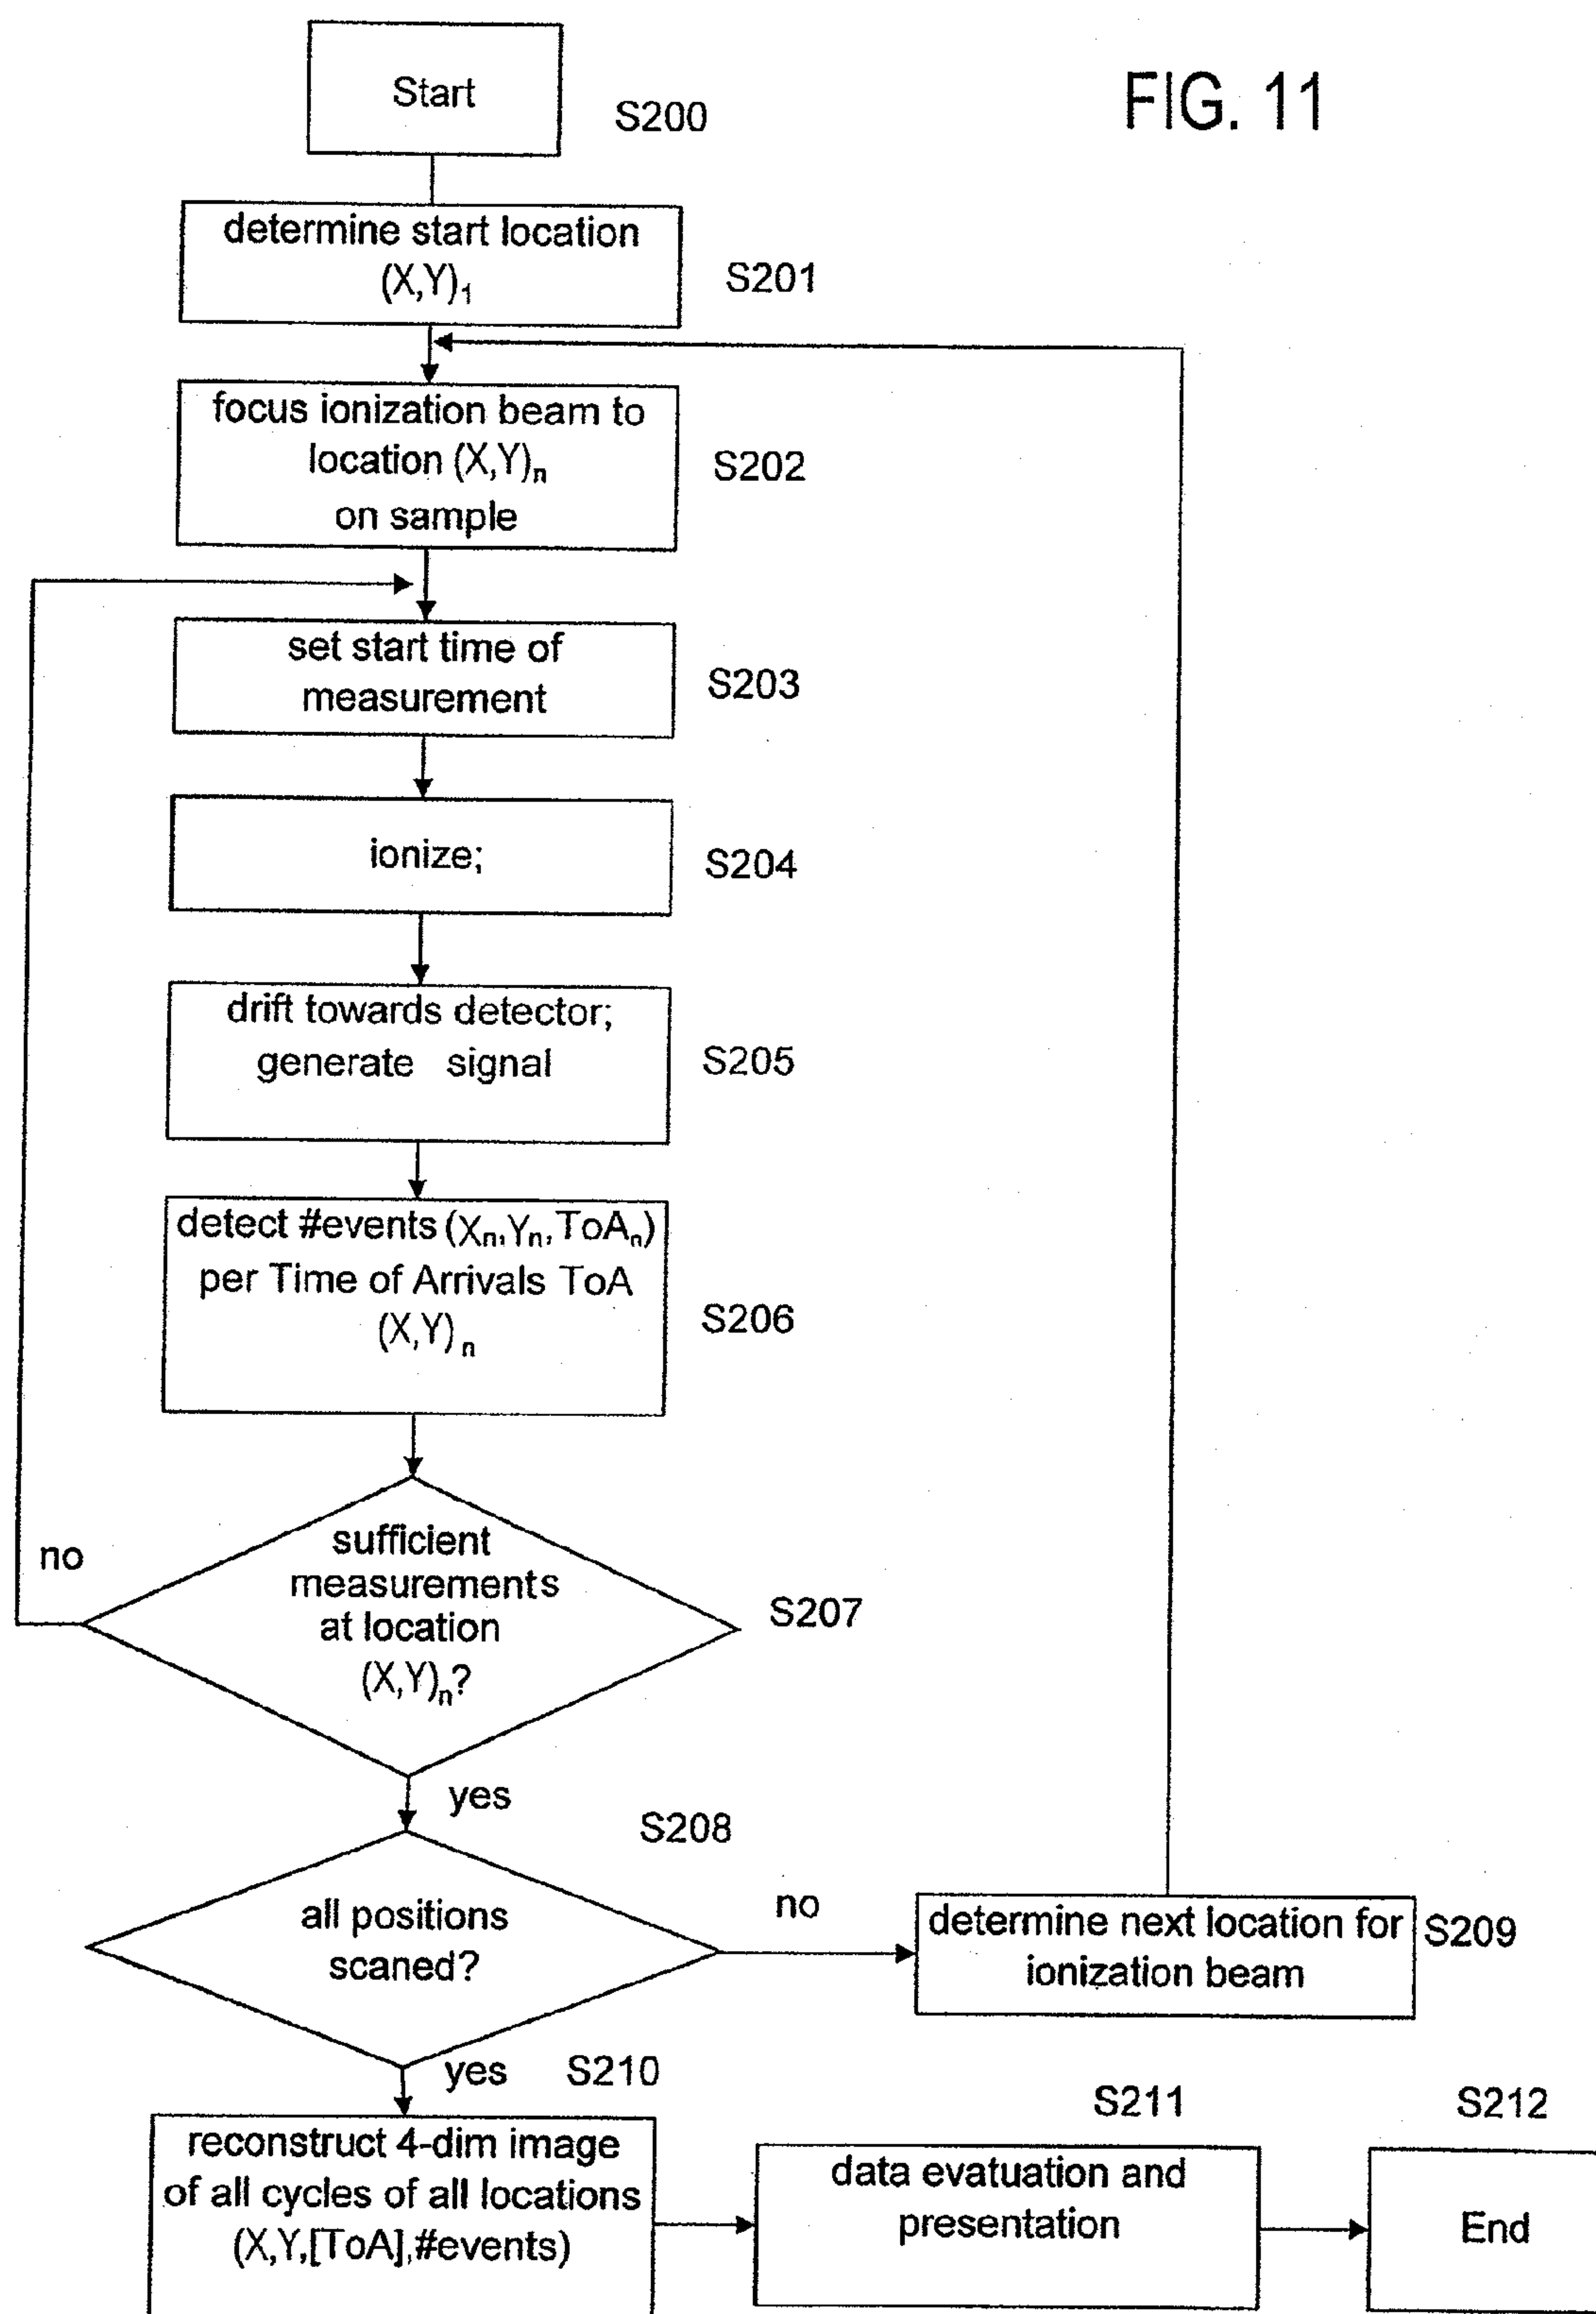 FIG. 11
Start
S200
determine start location
(X,Y)₁
S201
focus ionization beam to
location (X,Y)ₙ
on sample
S202
set start time of
measurement
S203
ionize;
S204
drift towards detector;
generate signal
S205
detect #events (Xₙ,Yₙ,ToAₙ)
per Time of Arrivals ToA
(X,Y)ₙ
S206
no
sufficient
measurements
at location
(X,Y)ₙ?
S207
yes
S208
all positions
scaned?
no
determine next location for
ionization beam
S209
yes
S210
reconstruct 4-dim image
of all cycles of all locations
(X,Y,[ToA],#events)
S211
data evatuation and
presentation
S212
End